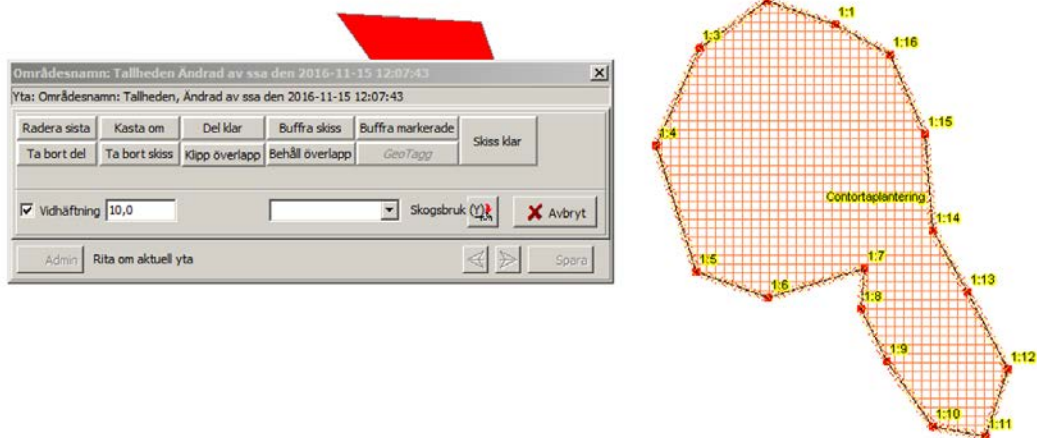 Områdesnamn: Tallheden Ändrad av ssa den 2016-11-15 12:07:43
Yta: Områdesnamn: Tallheden, Ändrad av ssa den 2016-11-15 12:07:43
Radera sista Kasta om Del klar Buffra skiss Buffra markerade Skiss klar
Ta bort del Ta bort skiss Klipp överlapp Behåll överlapp GeoTagg
Vidhäftning 10,0 Skogsbruk (Y) Avbryt
Admin Rita om aktuell yta Spara
1:1
1:3
1:16
1:4
1:15
Contortaplantering
1:14
1:5
1:7
1:6
1:13
1:8
1:9
1:12
1:10
1:11